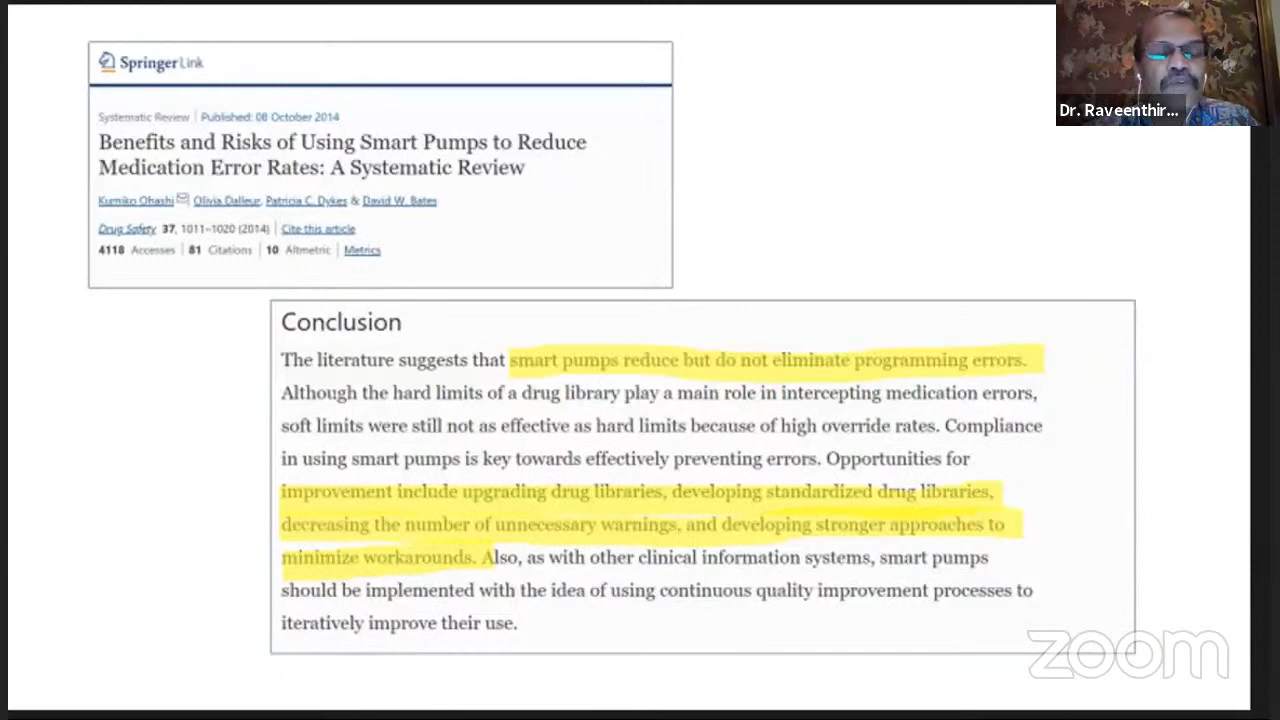 SpringerLink
Systematic Review | Published: 08 October 2014
Benefits and Risks of Using Smart Pumps to Reduce
Medication Error Rates: A Systematic Review
Kumiko Ohashi, Olivia Dalleur, Patricia C. Dykes & David W. Bates
Drug Safety 37, 1011–1020 (2014) | Cite this article
4118 Accesses | 81 Citations | 10 Altmetric | Metrics
Dr. Raveenthir...
Conclusion
The literature suggests that smart pumps reduce but do not eliminate programming errors.
Although the hard limits of a drug library play a main role in intercepting medication errors,
soft limits were still not as effective as hard limits because of high override rates. Compliance
in using smart pumps is key towards effectively preventing errors. Opportunities for
improvement include upgrading drug libraries, developing standardized drug libraries,
decreasing the number of unnecessary warnings, and developing stronger approaches to
minimize workarounds. Also, as with other clinical information systems, smart pumps
should be implemented with the idea of using continuous quality improvement processes to
iteratively improve their use.
zoom